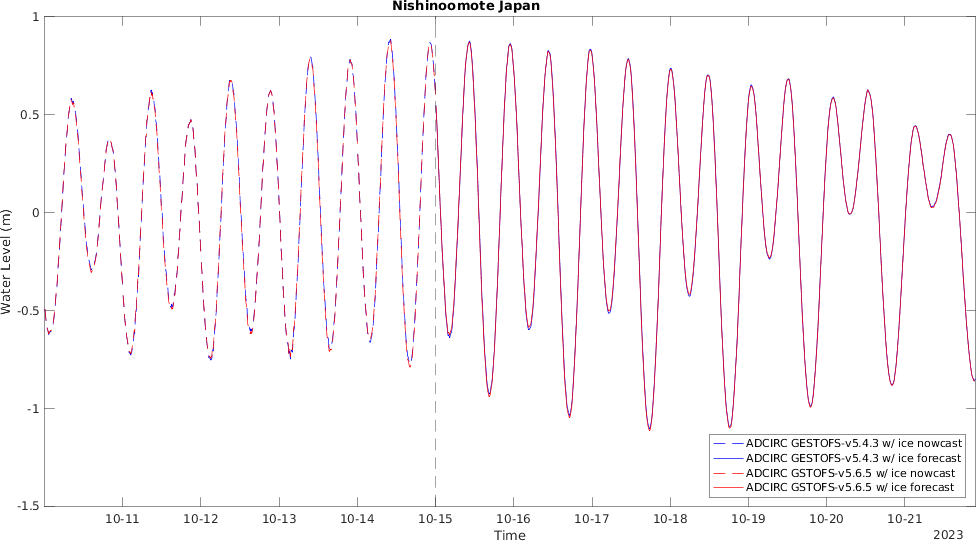 Nishinoomote Japan
Water Level (m)
1
0.5
0
-0.5
-1
-1.5
ADCIRC GESTOFS-v5.4.3 w/ ice nowcast
ADCIRC GESTOFS-v5.4.3 w/ ice forecast
ADCIRC GSTOFS-v5.6.5 w/ ice nowcast
ADCIRC GSTOFS-v5.6.5 w/ ice forecast
10-11 10-12 10-13 10-14 10-15 10-16 10-17 10-18 10-19 10-20 10-21
Time
2023